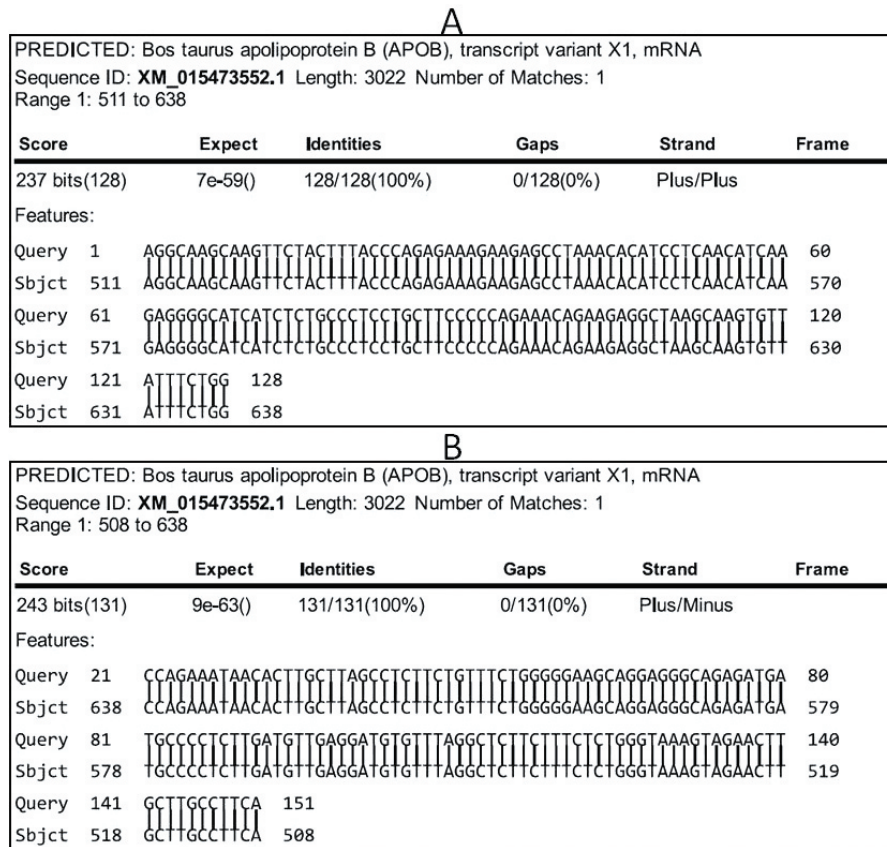 A
PREDICTED: Bos taurus apolipoprotein B (APOB), transcript variant X1, mRNA
Sequence ID: XM_015473552.1 Length: 3022 Number of Matches: 1
Range 1: 511 to 638
Score Expect Identities Gaps Strand Frame
237 bits(128) 7e-59() 128/128(100%) 0/128(0%) Plus/Plus
Features:
Query 1 AGGCAAGCAAGTTCTACTTTACCCAGAGAAAGAAGAGCCTAAACACATCCTCAACATCAA 60
Sbjct 511 AGGCAAGCAAGTTCTACTTTACCCAGAGAAAGAAGAGCCTAAACACATCCTCAACATCAA 570
Query 61 GAGGGGCATCATCTCTGCCCTCCTGCTTCCCCCAGAAACAGAAGAGGCTAAGCAAGTGTT 120
Sbjct 571 GAGGGGCATCATCTCTGCCCTCCTGCTTCCCCCAGAAACAGAAGAGGCTAAGCAAGTGTT 630
Query 121 ATTTCTGG 128
Sbjct 631 ATTTCTGG 638
B
PREDICTED: Bos taurus apolipoprotein B (APOB), transcript variant X1, mRNA
Sequence ID: XM_015473552.1 Length: 3022 Number of Matches: 1
Range 1: 508 to 638
Score Expect Identities Gaps Strand Frame
243 bits(131) 9e-63() 131/131(100%) 0/131(0%) Plus/Minus
Features:
Query 21 CCAGAAATAACACTTGCTTAGCCTCTTCTGTTTCTGGGGGAAGCAGGAGGGCAGAGATGA 80
Sbjct 638 CCAGAAATAACACTTGCTTAGCCTCTTCTGTTTCTGGGGGAAGCAGGAGGGCAGAGATGA 579
Query 81 TGCCCCTCTTGATGTTGAGGATGTGTTTAGGCTCTTCTTTCTCTGGGTAAAGTAGAACTT 140
Sbjct 578 TGCCCCTCTTGATGTTGAGGATGTGTTTAGGCTCTTCTTTCTCTGGGTAAAGTAGAACTT 519
Query 141 GCTTGCCTTCA 151
Sbjct 518 GCTTGCCTTCA 508